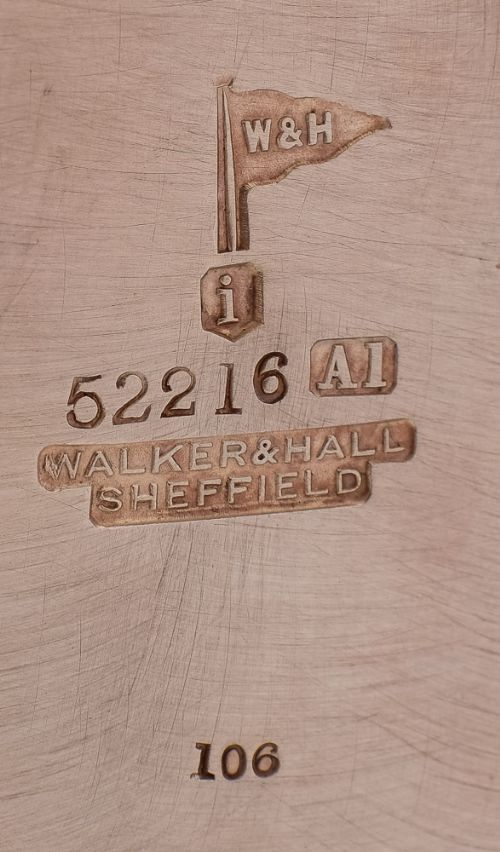 W&H
i
52216 A1
WALKER&HALL
SHEFFIELD
106